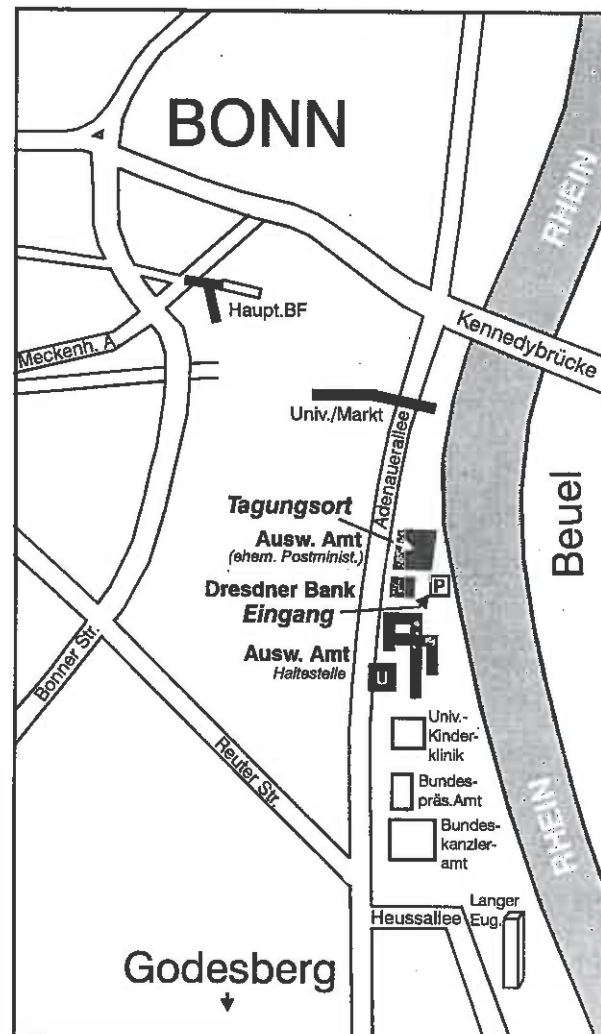 BONN
RHEIN
Haupt.BF
Kennedybrücke
Meckenh. A
Univ./Markt
Adenauerallee
Beuel
Tagungsort
Ausw. Amt
(ehem. Postminist.)
Dresdner Bank
P
Eingang
Ausw. Amt
Haltestelle
U
Bonner Str.
Univ.-
Kinder-
klinik
Reuter Str.
Bundes-
präs.Amt
RHEIN
Bundes-
kanzler-
amt
Langer
Eug.
Heussallee
Godesberg